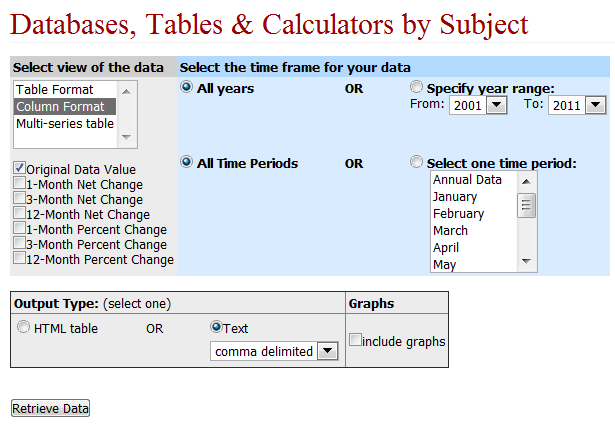 Databases, Tables & Calculators by Subject
Select view of the data
Select the time frame for your data
Table Format
Column Format
Multi-series table
All years
OR
Specify year range:
From: 2001 To: 2011
Original Data Value
1-Month Net Change
3-Month Net Change
12-Month Net Change
1-Month Percent Change
3-Month Percent Change
12-Month Percent Change
All Time Periods
OR
Select one time period:
Annual Data
January
February
March
April
May
Output Type: (select one)
Graphs
HTML table
OR
Text
comma delimited
include graphs
Retrieve Data